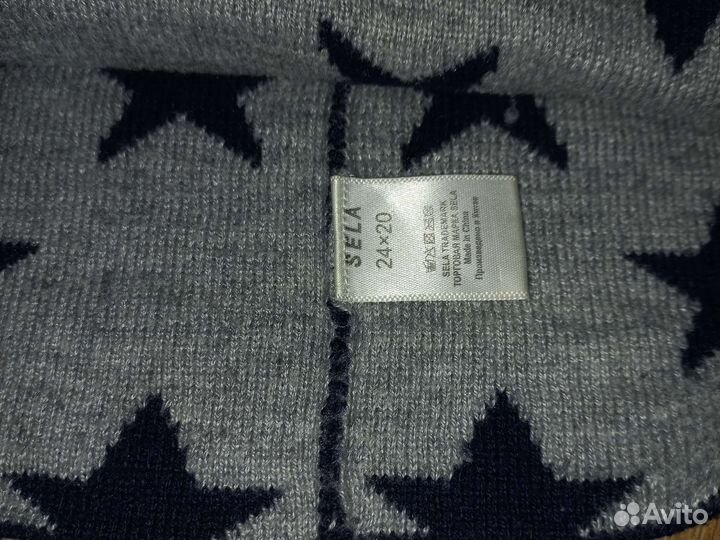 SELA
24×20
SELA TRADEMARK
ТОРГОВАЯ МАРКА SELA
Made in China
Произведено в Китае
Avito